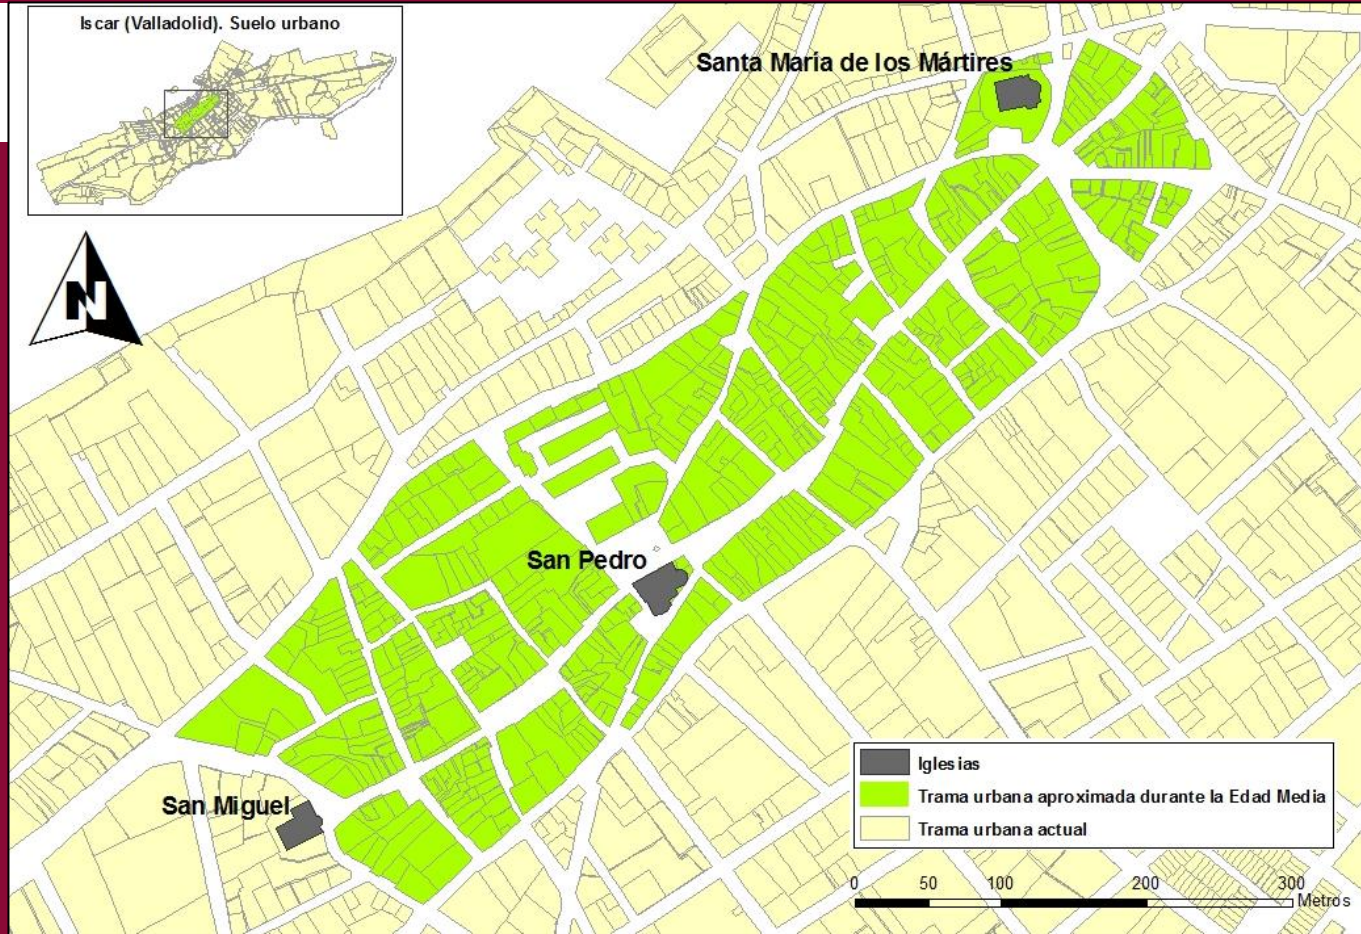 Iscar (Valladolid). Suelo urbano
Santa María de los Mártires
N
San Pedro
San Miguel
Iglesias
Trama urbana aproximada durante la Edad Media
Trama urbana actual
0 50 100 200 300
Metros